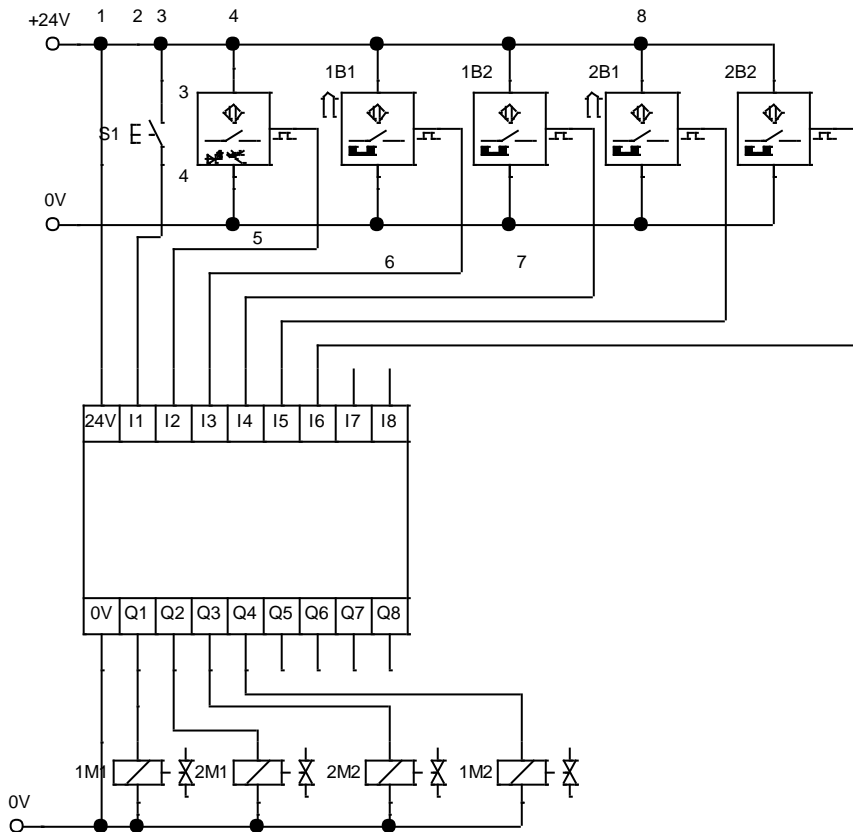 +24V 1 2 3 4 8
3 1B1 1B2 2B1 2B2
S1
4
0V
5 6 7
24V I1 I2 I3 I4 I5 I6 I7 I8
0V Q1 Q2 Q3 Q4 Q5 Q6 Q7 Q8
1M1 2M1 2M2 1M2
0V